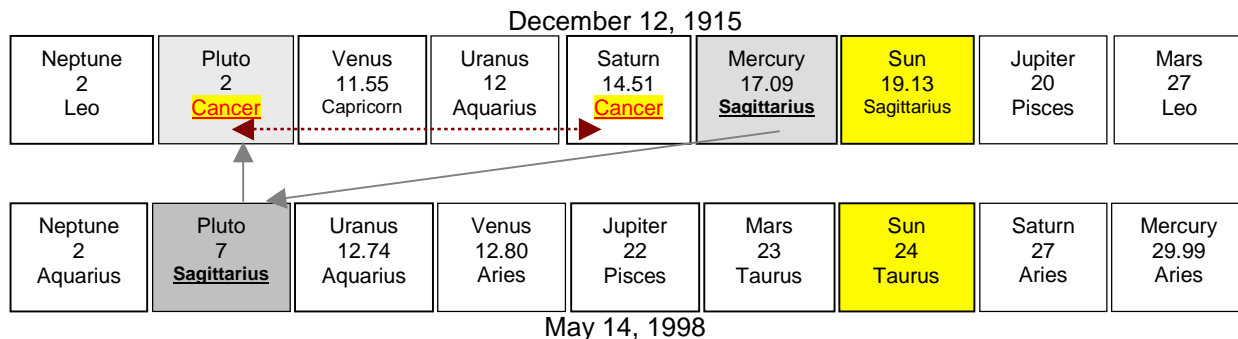 December 12, 1915
Neptune Pluto Venus Uranus Saturn Mercury Sun Jupiter Mars
2 2 11.55 12 14.51 17.09 19.13 20 27
Leo Cancer Capricorn Aquarius Cancer Sagittarius Sagittarius Pisces Leo
Neptune Pluto Uranus Venus Jupiter Mars Sun Saturn Mercury
2 7 12.74 12.80 22 23 24 27 29.99
Aquarius Sagittarius Aquarius Aries Pisces Taurus Taurus Aries Aries
May 14, 1998